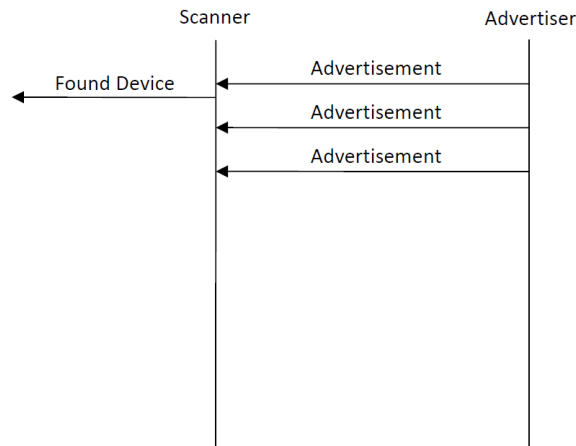 Scanner
Advertiser
Advertisement
Found Device
Advertisement
Advertisement